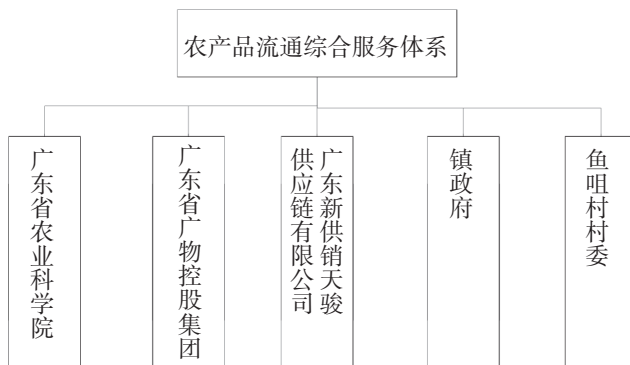 农产品流通综合服务体系
广东省农业科学院
广东省广物控股集团
广东新供销天骏
供应链有限公司
镇政府
鱼咀村村委